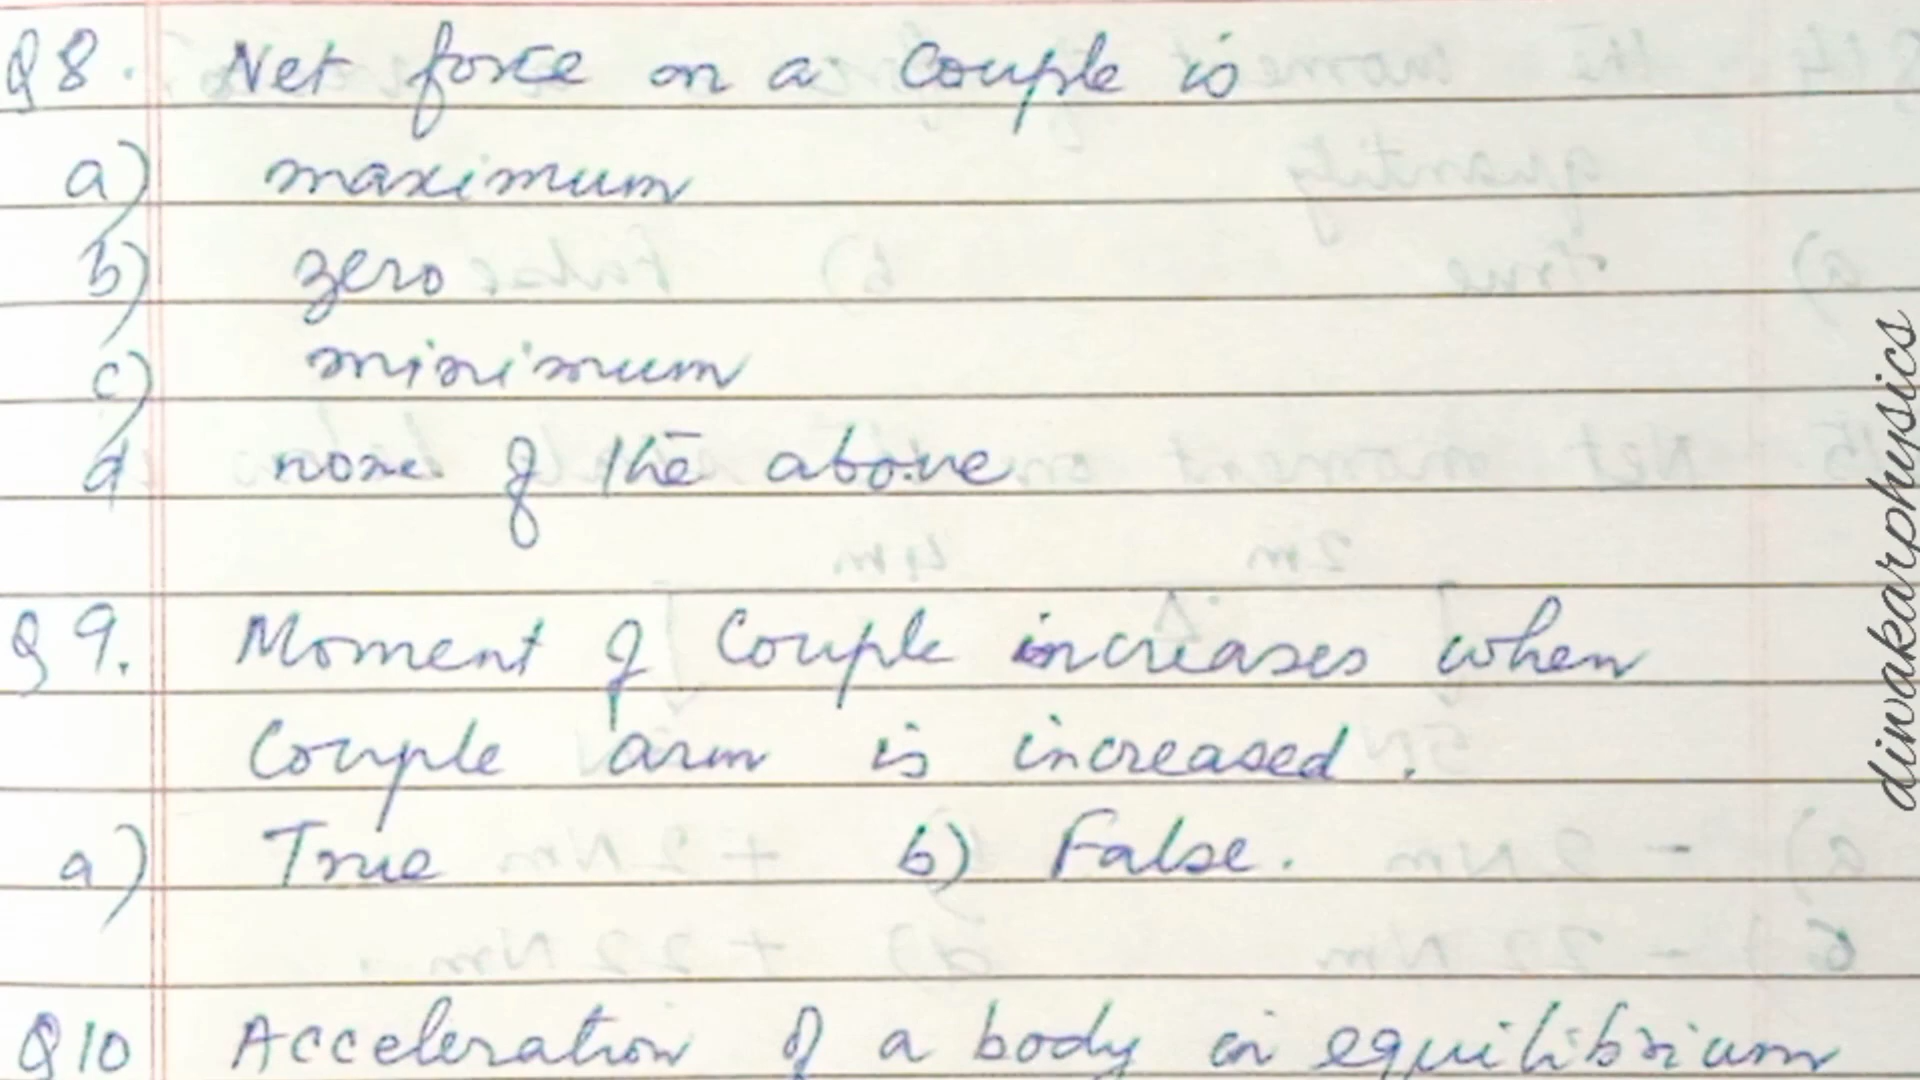 Q8. Net force on a couple is
a) maximum
b) zero
c) minimum
d none of the above
Q9. Moment of Couple increases when
Couple arm is increased.
a) True b) False.
Q10 Acceleration of a body in equilibrium
diwakarphysics